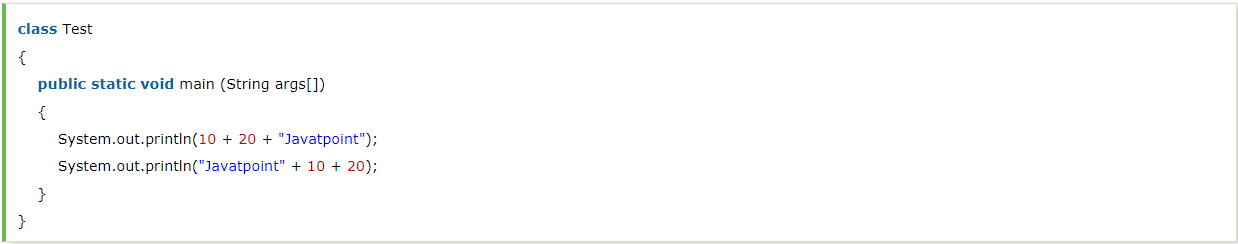 class Test
{
public static void main (String args[])
{
System.out.println(10 + 20 + "Javatpoint");
System.out.println("Javatpoint" + 10 + 20);
}
}